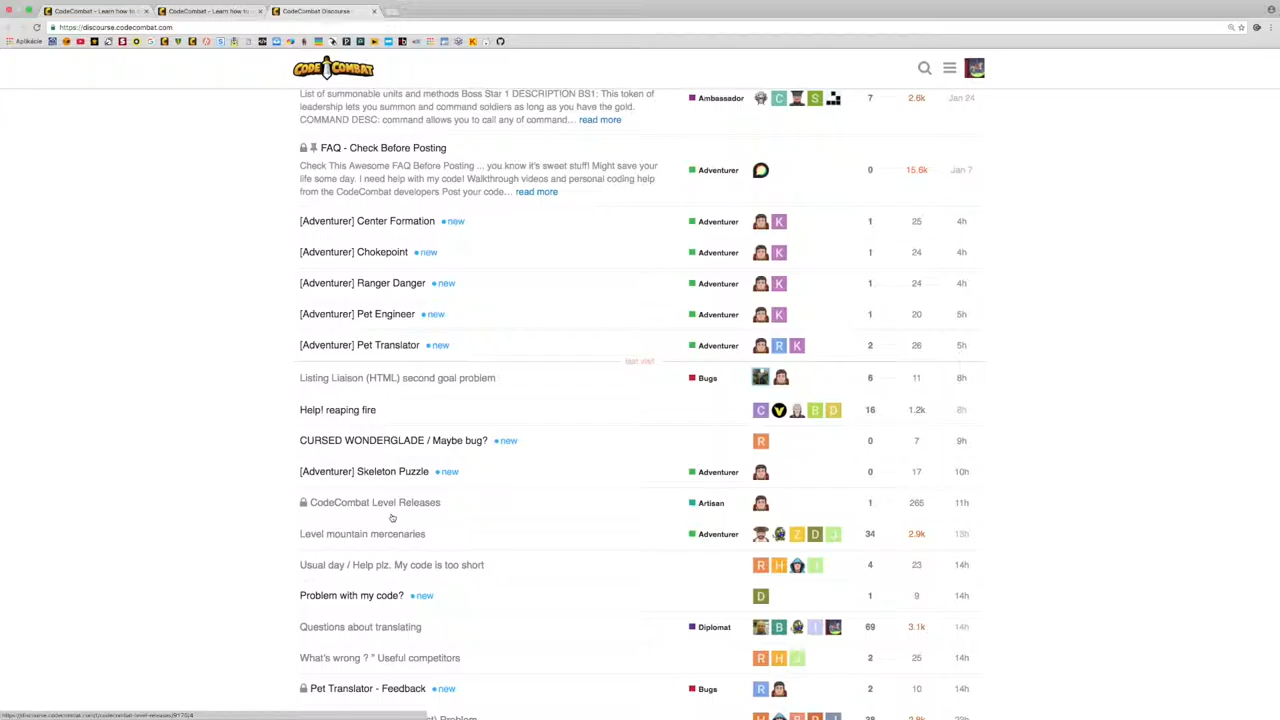 CodeCombat - Learn how to
CodeCombat - Learn how to
CodeCombat Discourse
https://discourse.codecombat.com
Aplikácie
CODE COMBAT
List of summonable units and methods Boss Star 1 DESCRIPTION BS1: This token of
leadership lets you summon and command soldiers as long as you have the gold.
COMMAND DESC: command allows you to call any of command… read more
Ambassador C S 7 2.6k Jan 24
FAQ - Check Before Posting
Check This Awesome FAQ Before Posting ... you know it's sweet stuff! Might save your
life some day. I need help with my code! Walkthrough videos and personal coding help
from the CodeCombat developers Post your code… read more
Adventurer 0 15.6k Jan 7
[Adventurer] Center Formation new Adventurer K 1 25 4h
[Adventurer] Chokepoint new Adventurer K 1 24 4h
[Adventurer] Ranger Danger new Adventurer K 1 24 4h
[Adventurer] Pet Engineer new Adventurer K 1 20 5h
[Adventurer] Pet Translator new Adventurer R K 2 26 5h
last visit
Listing Liaison (HTML) second goal problem Bugs 6 11 8h
Help! reaping fire C V B D 16 1.2k 8h
CURSED WONDERGLADE / Maybe bug? new R 0 7 9h
[Adventurer] Skeleton Puzzle new Adventurer 0 17 10h
CodeCombat Level Releases Artisan 1 265 11h
Level mountain mercenaries Adventurer Z D J 34 2.9k 13h
Usual day / Help plz. My code is too short R H I 4 23 14h
Problem with my code? new D 1 9 14h
Questions about translating Diplomat B I 69 3.1k 14h
What's wrong ? " Useful competitors R H J 2 25 14h
Pet Translator - Feedback new Bugs R 2 10 14h